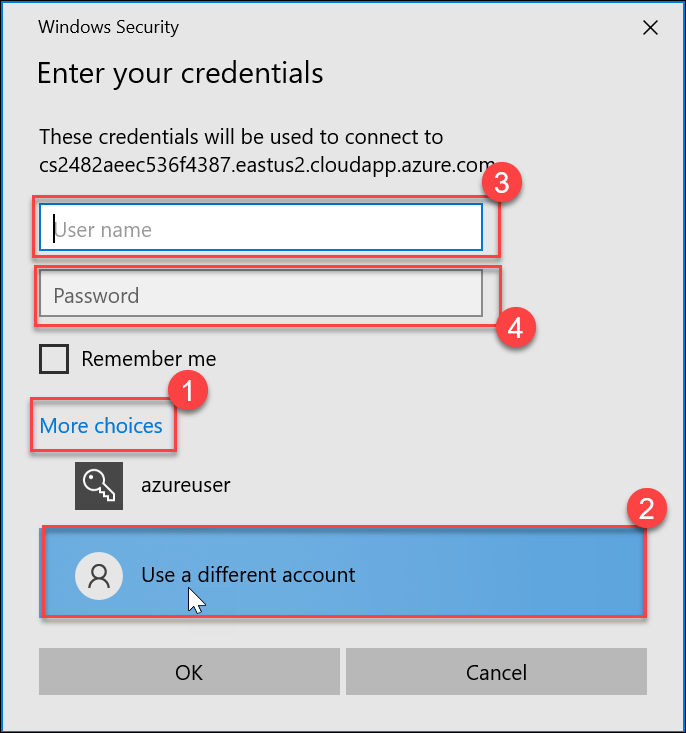 Windows Security
Enter your credentials
These credentials will be used to connect to
cs2482aeec536f4387.eastus2.cloudapp.azure.com
3
User name
Password
4
Remember me
1
More choices
azureuser
2
Use a different account
OK
Cancel